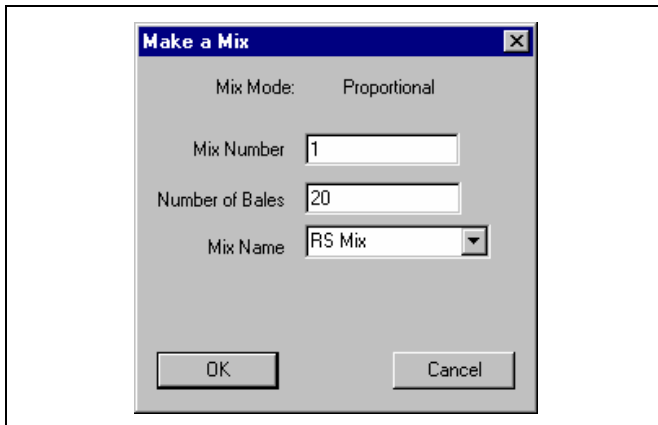 Make a Mix
Mix Mode: Proportional
Mix Number 1
Number of Bales 20
Mix Name RS Mix
OK Cancel